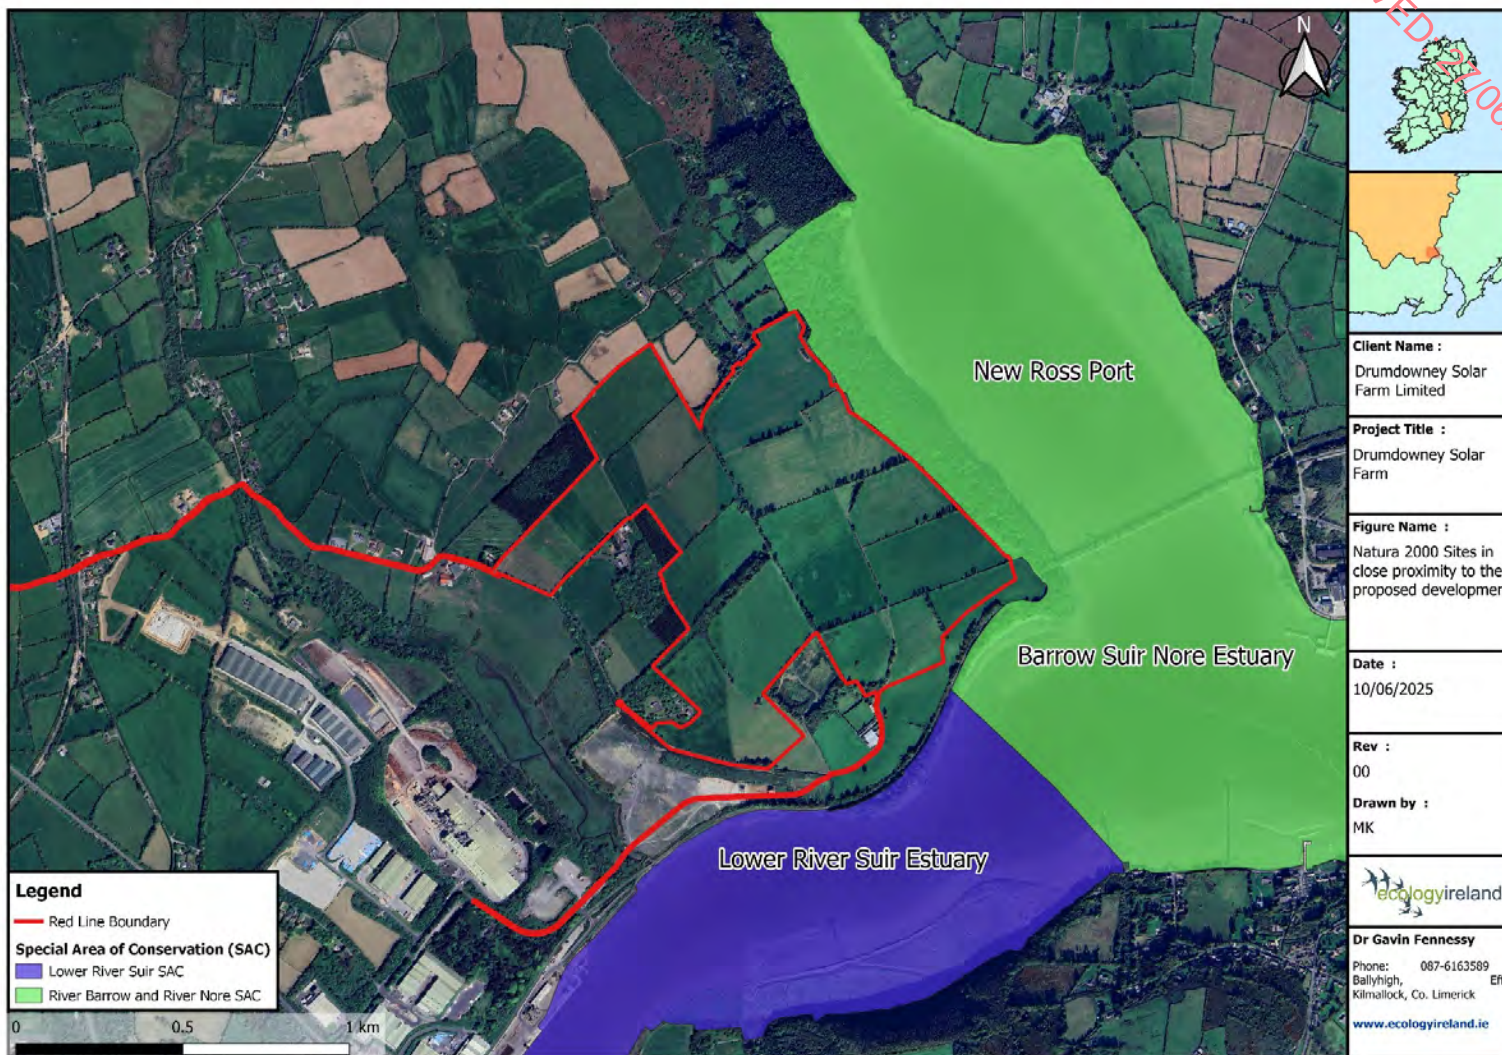 N
New Ross Port
Barrow Suir Nore Estuary
Lower River Suir Estuary
Legend
Red Line Boundary
Special Area of Conservation (SAC)
Lower River Suir SAC
River Barrow and River Nore SAC
0 0.5 1 km
Client Name :
Drumdowney Solar
Farm Limited
Project Title :
Drumdowney Solar
Farm
Figure Name :
Natura 2000 Sites in
close proximity to the
proposed developmen
Date :
10/06/2025
Rev :
00
Drawn by :
MK
ecologyireland
Dr Gavin Fennessy
Phone: 087-6163589
Ballyhigh,
Kilmallock, Co. Limerick
www.ecologyireland.ie